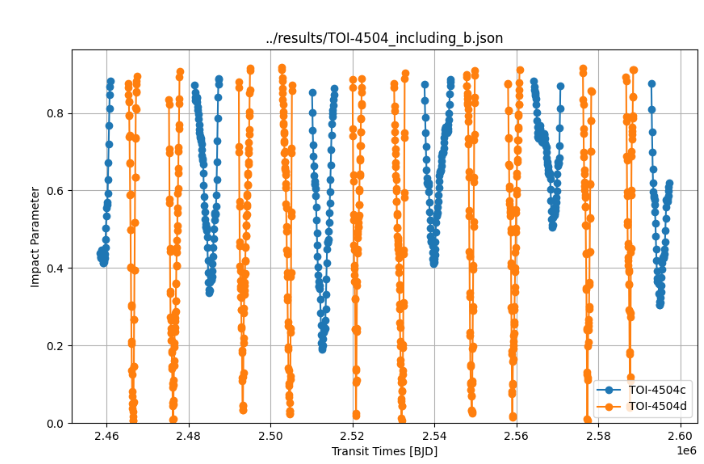 ../results/TOI-4504_including_b.json
Impact Parameter
0.8
0.6
0.4
0.2
0.0
TOI-4504c
TOI-4504d
2.46 2.48 2.50 2.52 2.54 2.56 2.58 2.60
1e6
Transit Times [BJD]